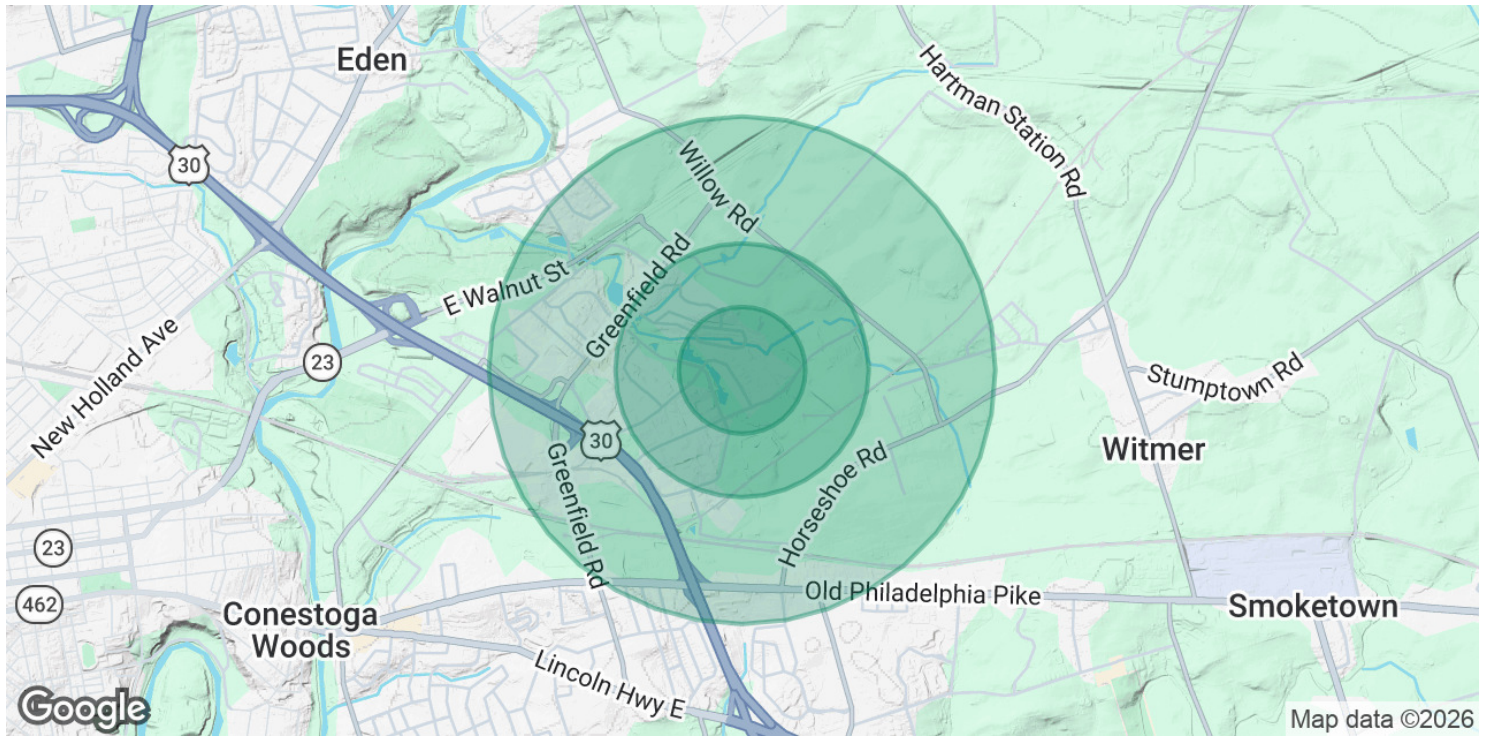 Eden
Hartman Station Rd
30
Willow Rd
Greenfield Rd
E Walnut St
New Holland Ave
23
Stumptown Rd
30
Witmer
Greenfield Rd
Horseshoe Rd
23
462
Old Philadelphia Pike
Smoketown
Conestoga
Woods
Lincoln Hwy E
Google
Map data ©2026